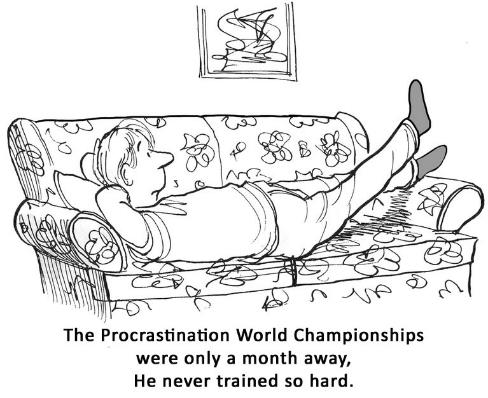 The Procrastination World Championships
were only a month away,
He never trained so hard.